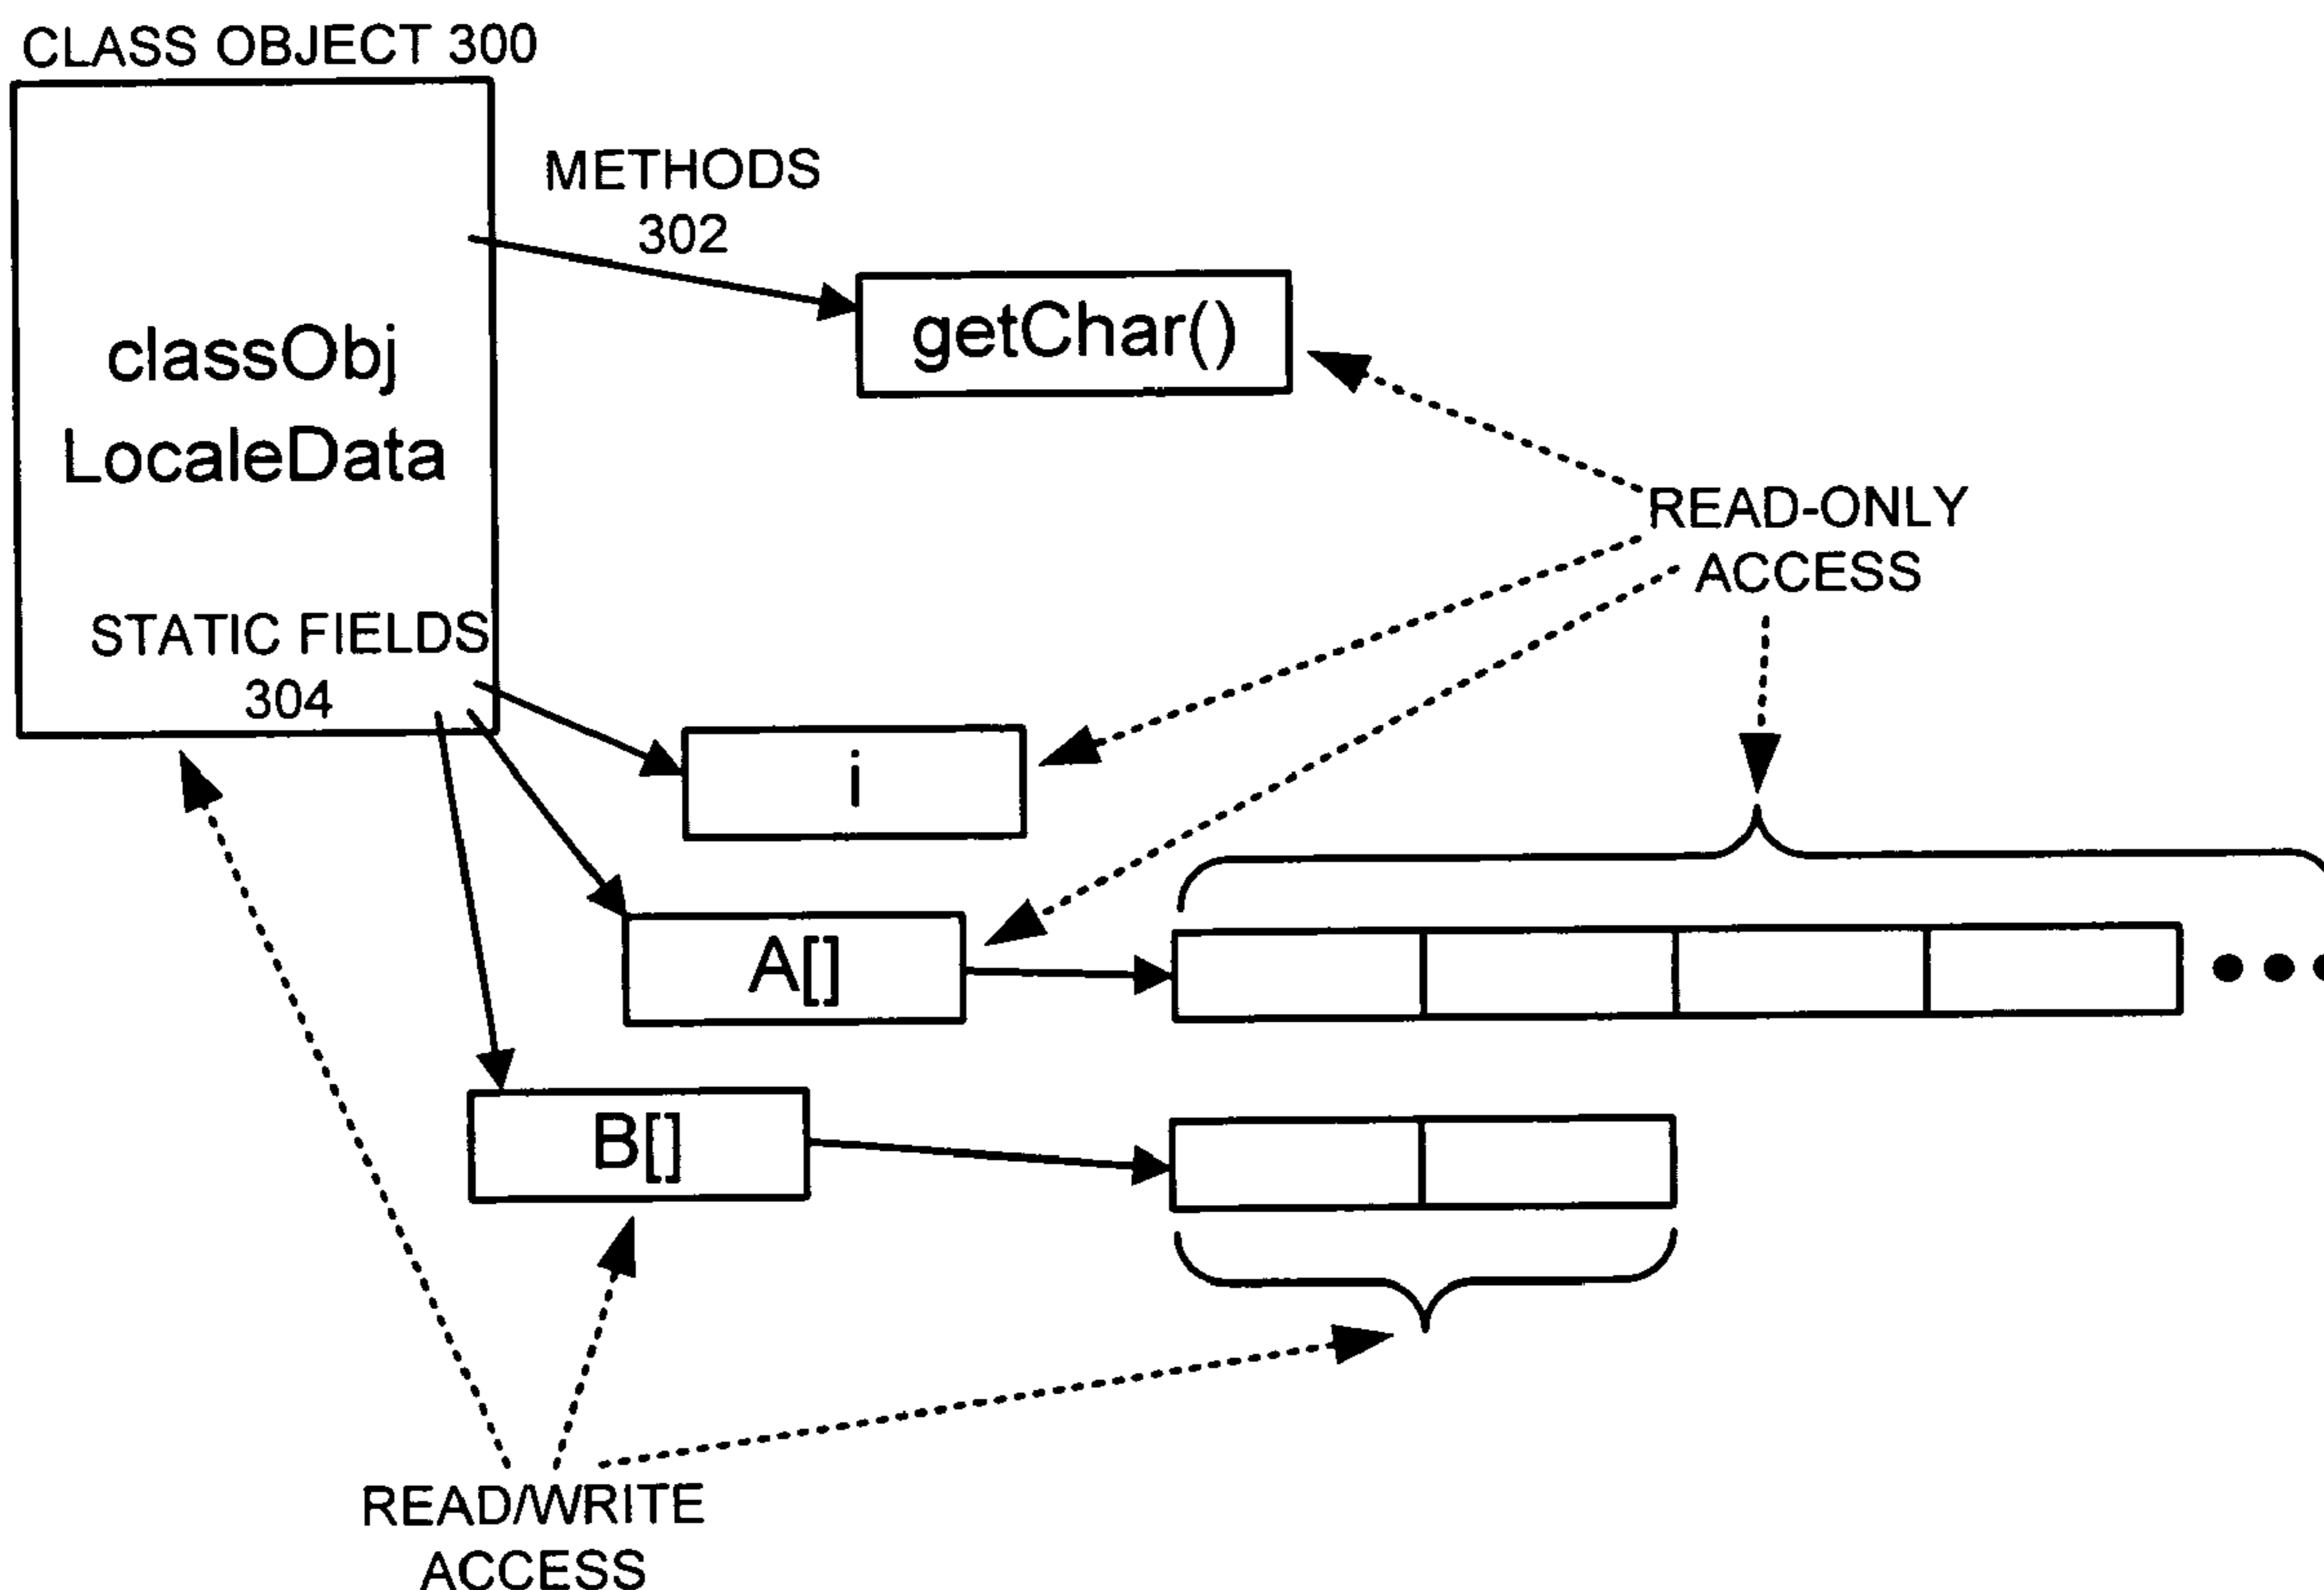 CLASS OBJECT 300
METHODS
302
getChar()
classObj
LocaleData
READ-ONLY
ACCESS
STATIC FIELDS
304
i
A[]
B[]
READ/WRITE
ACCESS